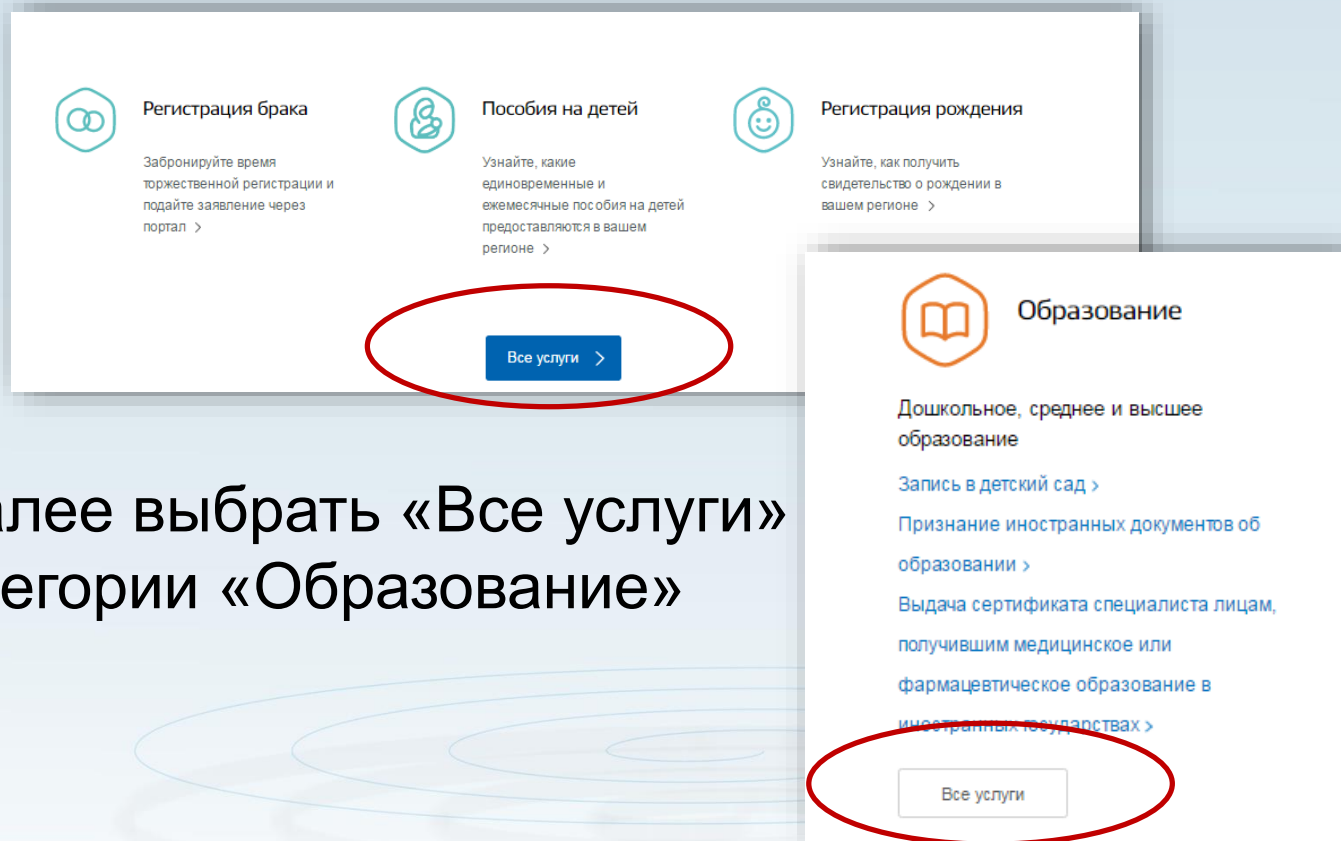 Регистрация брака
Забронируйте время
торжественной регистрации и
подайте заявление через
портал >
Пособия на детей
Узнайте, какие
единовременные и
ежемесячные пособия на детей
предоставляются в вашем
регионе >
Регистрация рождения
Узнайте, как получить
свидетельство о рождении в
вашем регионе >
Все услуги >
алее выбрать «Все услуги»
егории «Образование»
Образование
Дошкольное, среднее и высшее
образование
Запись в детский сад >
Признание иностранных документов об
образовании >
Выдача сертификата специалиста лицам,
получившим медицинское или
фармацевтическое образование в
иностранных государствах >
Все услуги